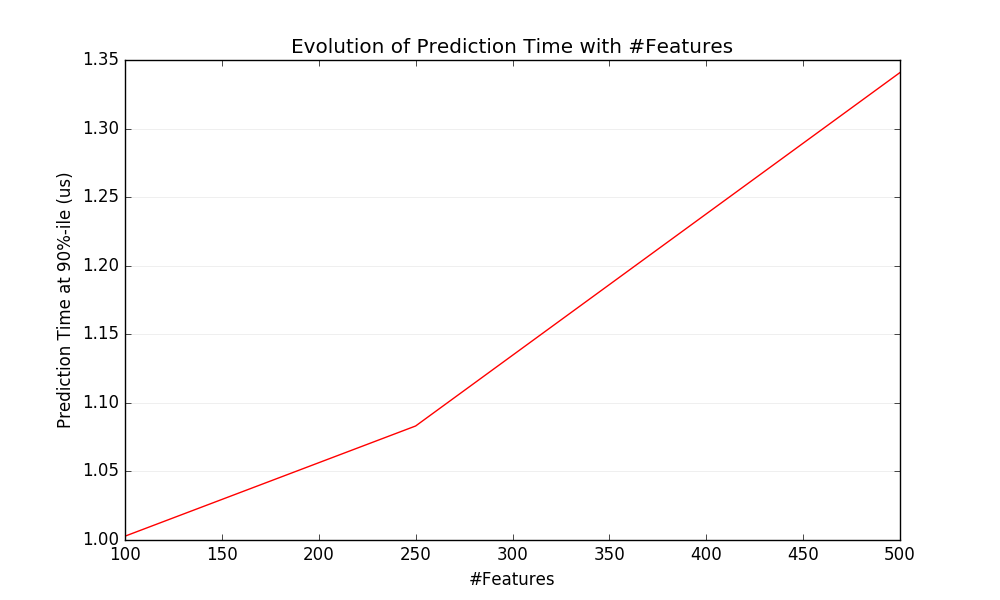 Evolution of Prediction Time with #Features
Prediction Time at 90%-ile (us)
1.35
1.30
1.25
1.20
1.15
1.10
1.05
1.00
100 150 200 250 300 350 400 450 500
#Features